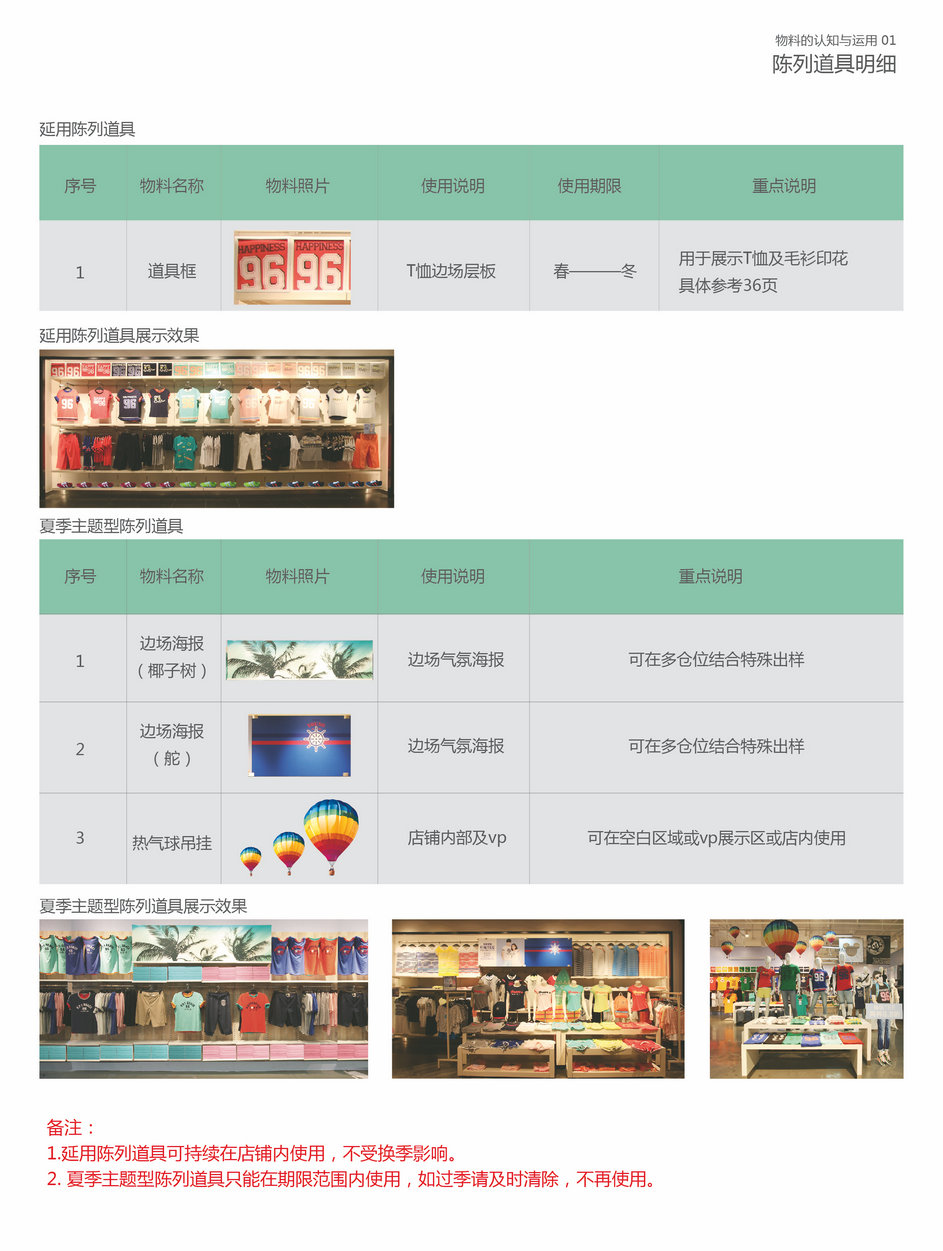 物料的认知与运用 01
陈列道具明细
延用陈列道具
序号 物料名称 物料照片 使用说明 使用期限 重点说明
1 道具框 T恤边场层板 春———冬 用于展示T恤及毛衫印花
具体参考36页
HAPPINESS HAPPINESS
96 96
延用陈列道具展示效果
夏季主题型陈列道具
序号 物料名称 物料照片 使用说明 重点说明
1 边场海报
（椰子树） 边场气氛海报 可在多仓位结合特殊出样
2 边场海报
（舵） 边场气氛海报 可在多仓位结合特殊出样
3 热气球吊挂 店铺内部及vp 可在空白区域或vp展示区或店内使用
夏季主题型陈列道具展示效果
备注：
1.延用陈列道具可持续在店铺内使用，不受换季影响。
2. 夏季主题型陈列道具只能在期限范围内使用，如过季请及时清除，不再使用。